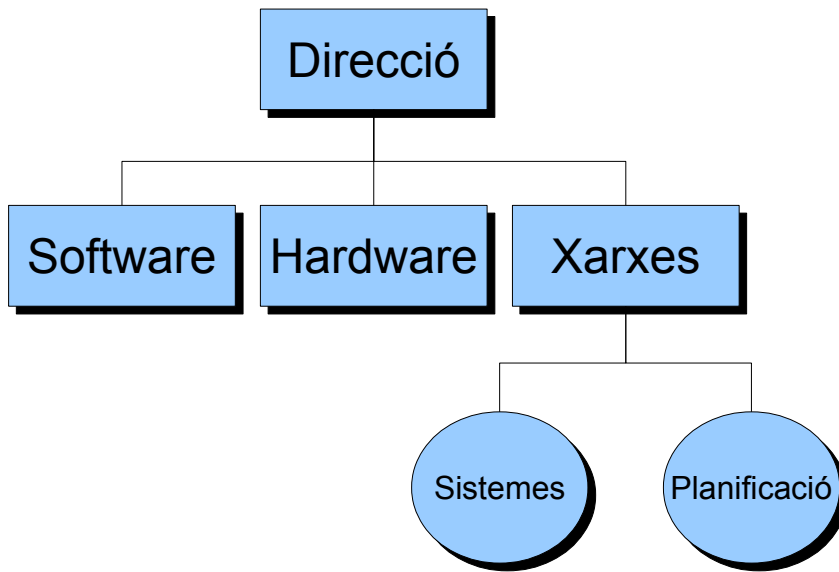 Direcció
Software
Hardware
Xarxes
Sistemes
Planificació